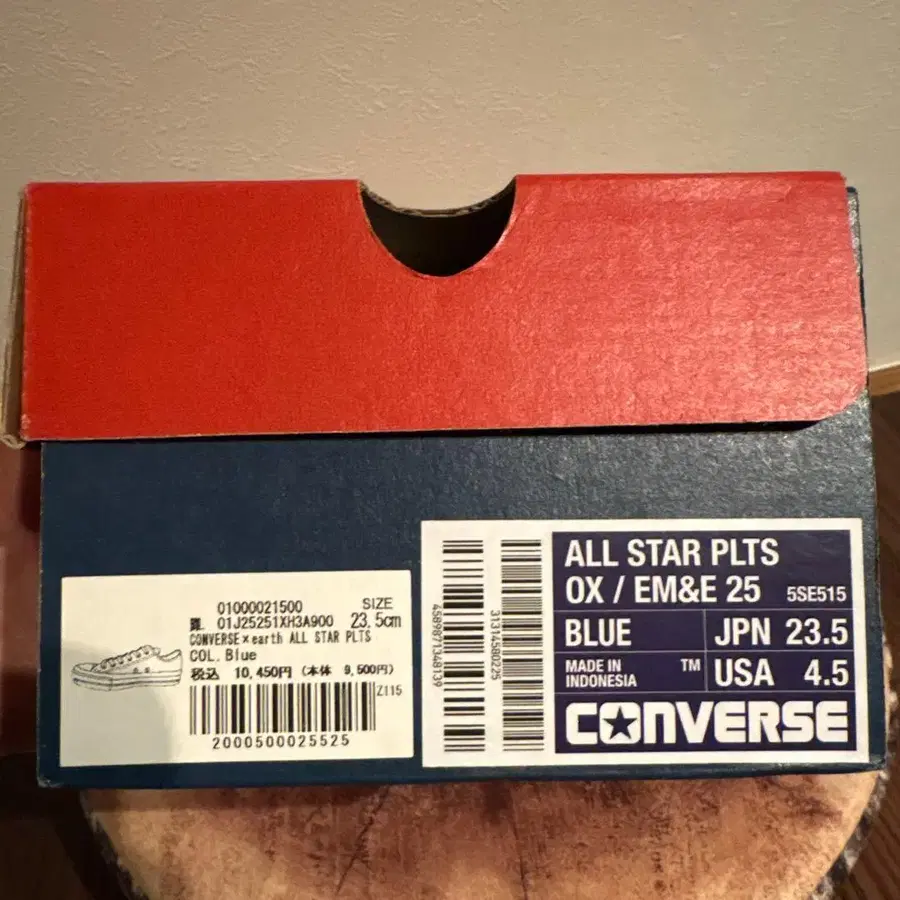 01000021500 SIZE
01J25251XH3A900 23.5cm
CONVERSE×earth ALL STAR PLTS
COL. Blue
税込 10,450円 (本体 9,500円)
Z115
2000500025525
4589871348139
3131458022
ALL STAR PLTS
OX / EM&E 25 5SE515
BLUE JPN 23.5
MADE IN
INDONESIA TM USA 4.5
CONVERSE